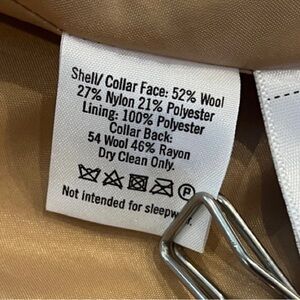 Shell/ Collar Face: 52% Wool
27% Nylon 21% Polyester
Lining: 100% Polyester
Collar Back:
54 Wool 46% Rayon
Dry Clean Only.
P
Not intended for